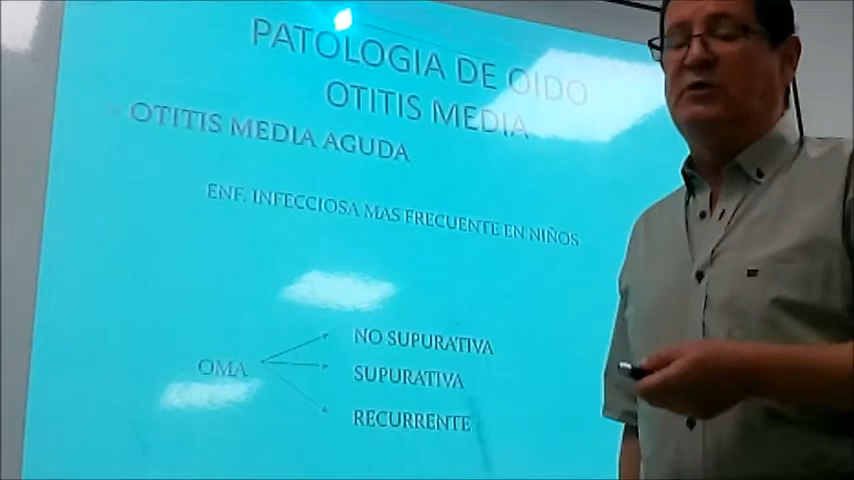 PATOLOGIA DE OIDO
OTITIS MEDIA
OTITIS MEDIA AGUDA
ENF. INFECCIOSA MAS FRECUENTE EN NIÑOS
NO SUPURATIVA
OMA
SUPURATIVA
RECURRENTE